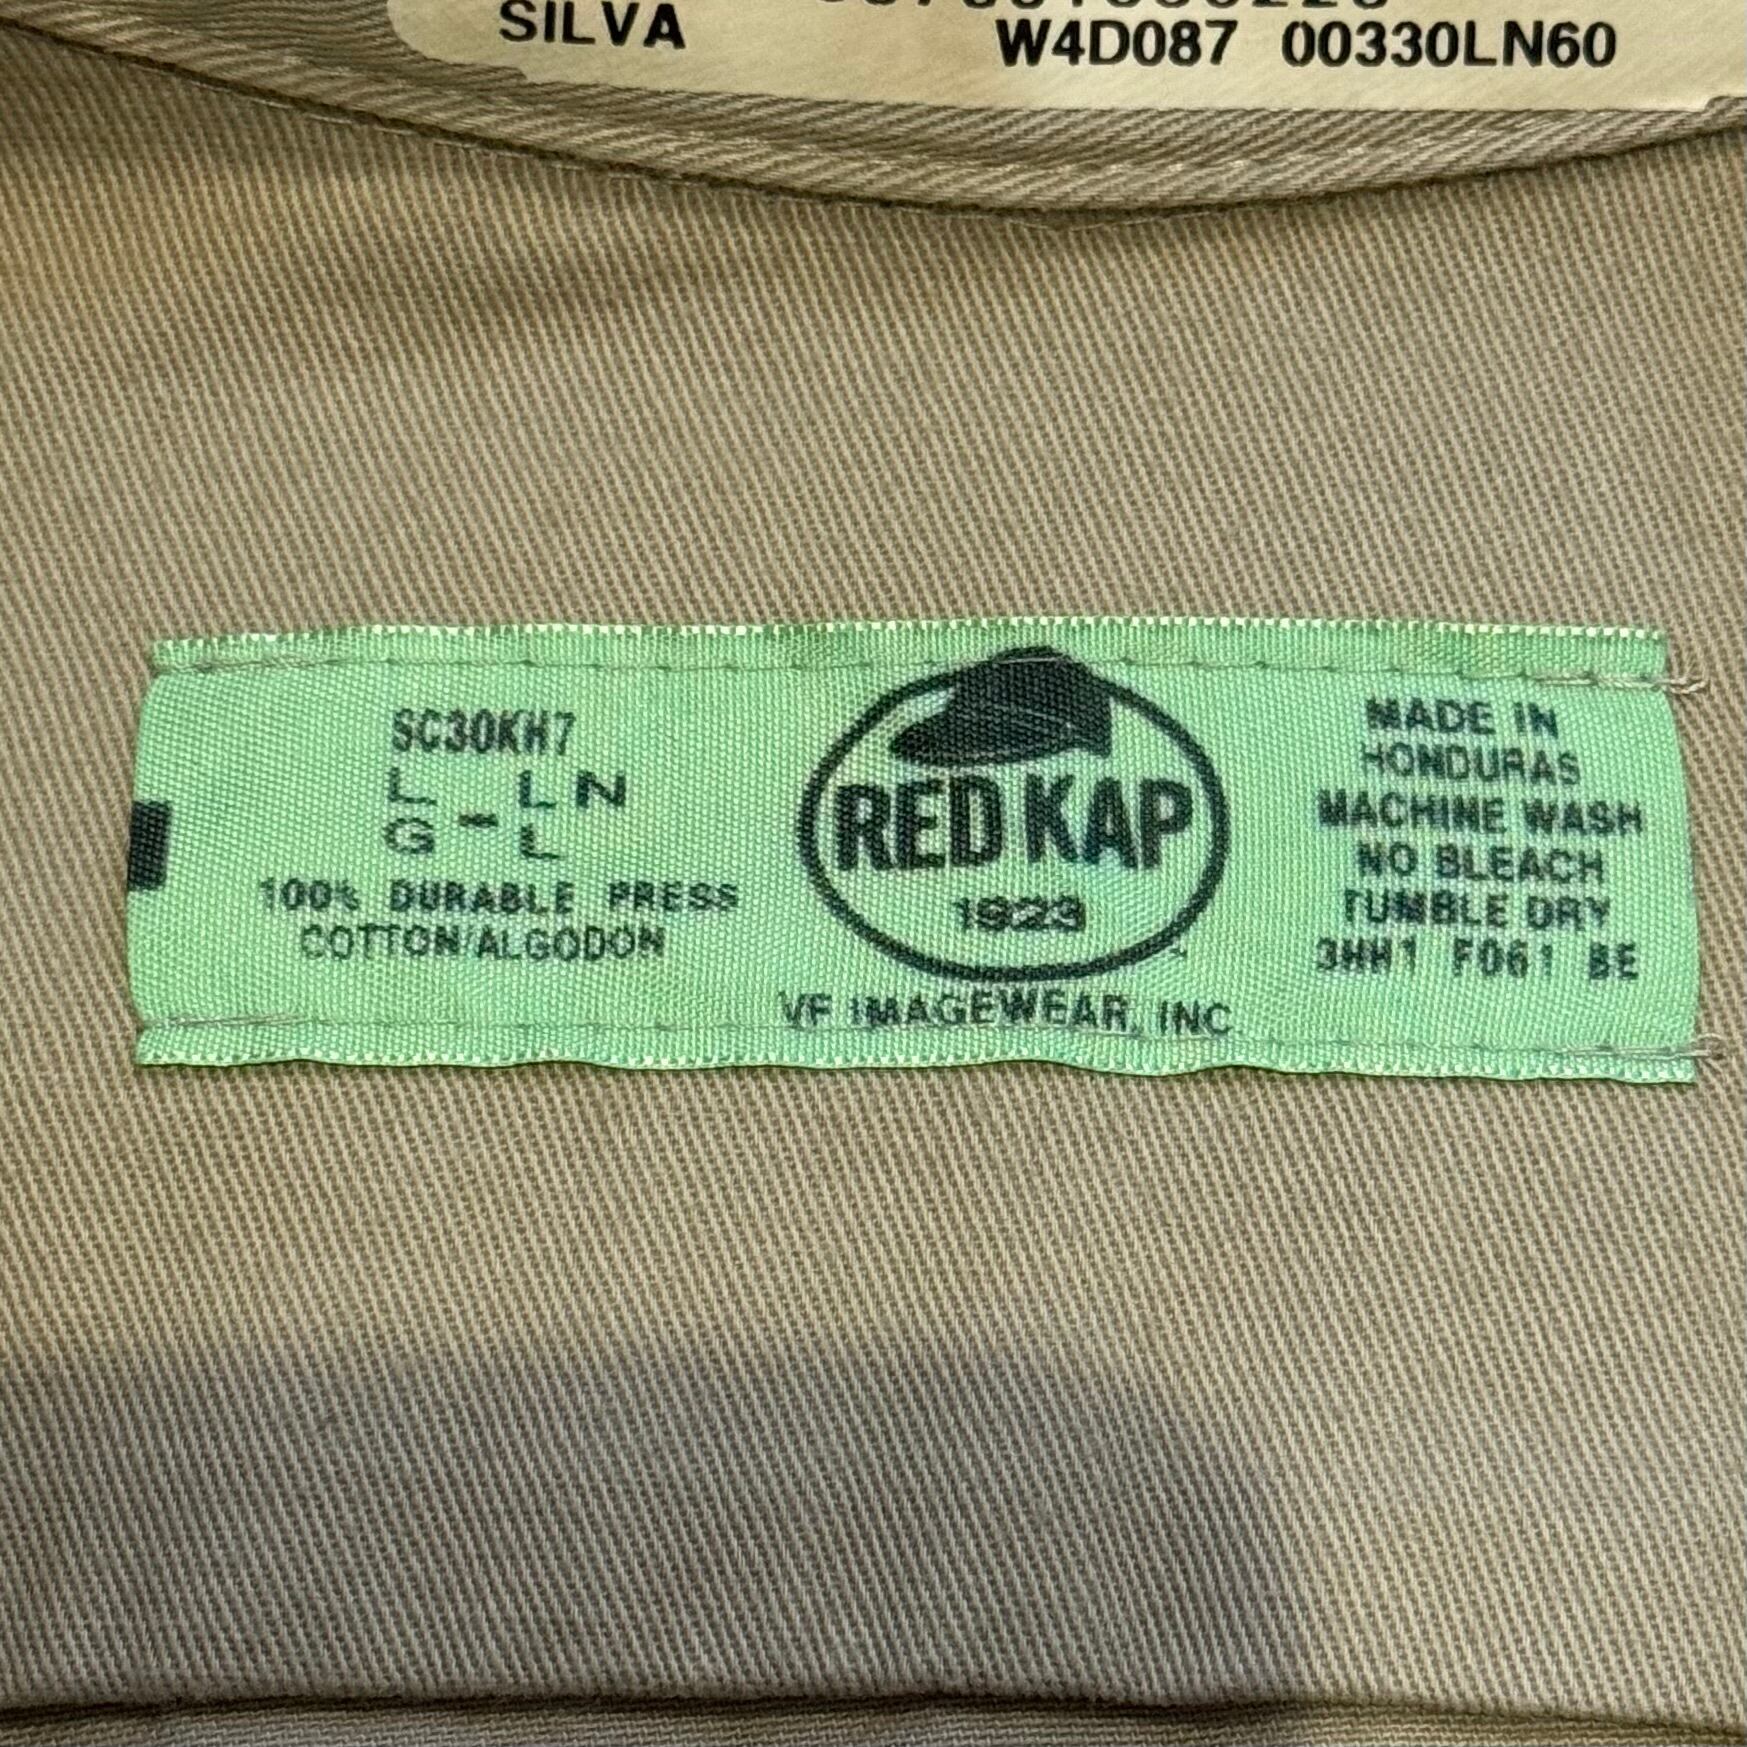 SILVA W4D087 00330LN60
SC30KH7
L - LN
G L
100% DURABLE PRESS
COTTON/ALGODON
RED KAP
1923
VF IMAGEWEAR, INC
MADE IN
HONDURAS
MACHINE WASH
NO BLEACH
TUMBLE DRY
3HH1 F061 BE